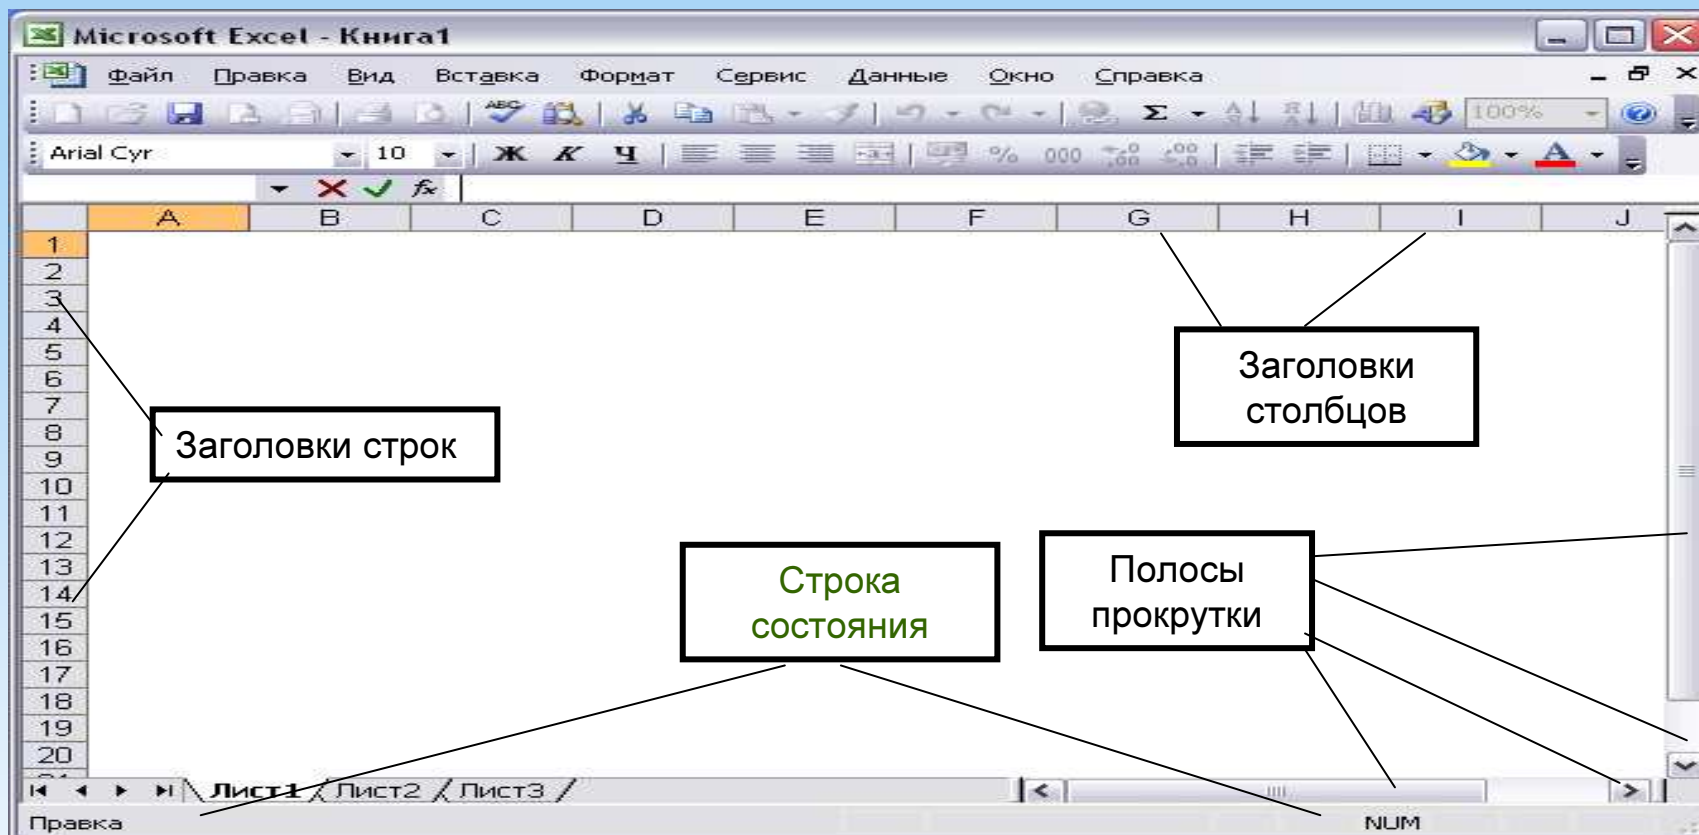 Microsoft Excel - Книга1
Файл Правка Вид Вставка Формат Сервис Данные Окно Справка
ABC Σ 100%
Arial Cyr 10 Ж К Ч % 000 A
fx
A B C D E F G H I J
1
2
3
4
5
6
7
8
9
10
11
12
13
14
15
16
17
18
19
20
Заголовки
столбцов
Заголовки строк
Строка
состояния
Полосы
прокрутки
Лист1 Лист2 Лист3
Правка NUM